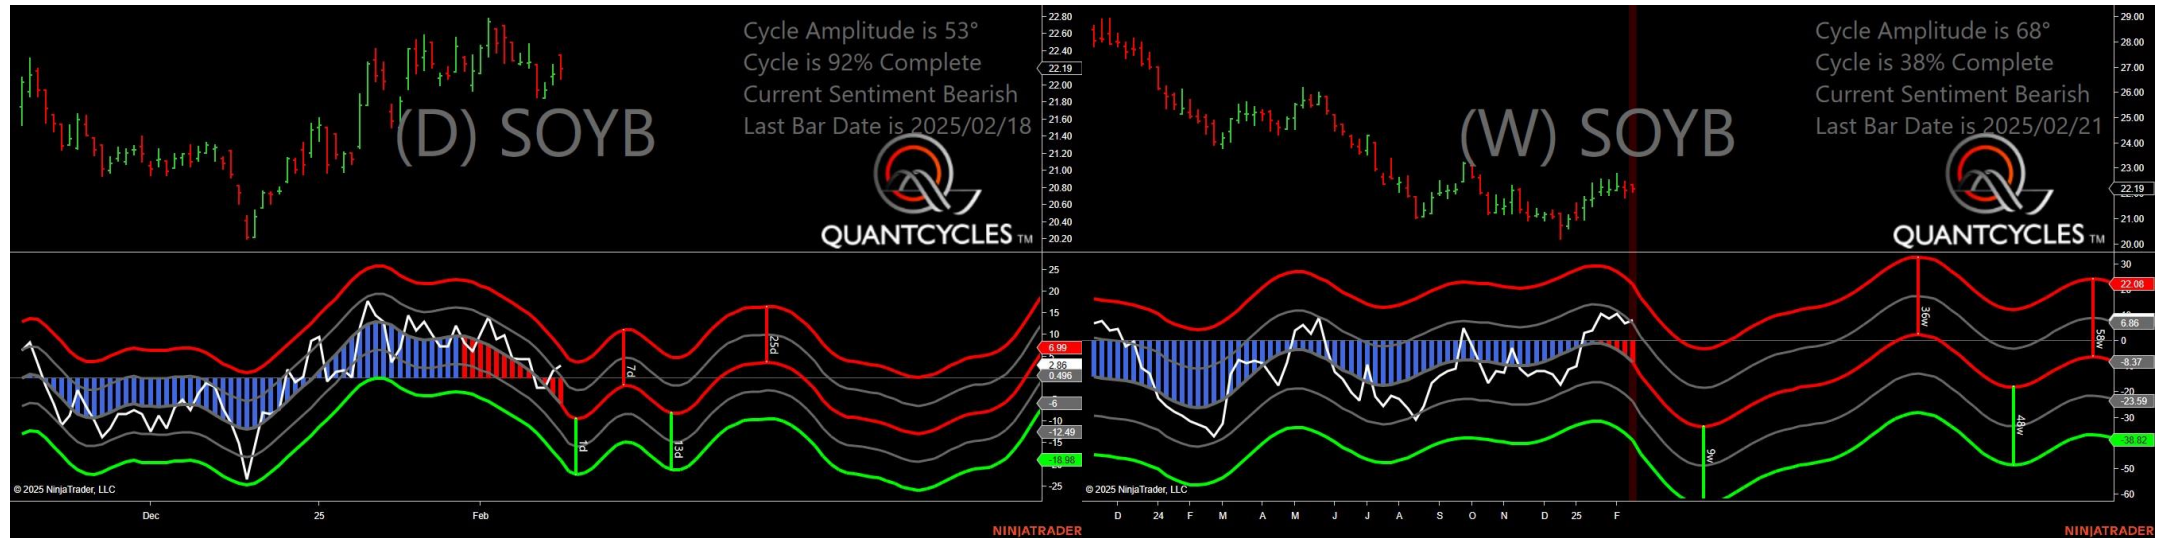 Cycle Amplitude is 53°
Cycle is 92% Complete
Current Sentiment Bearish
Last Bar Date is 2025/02/18
(D) SOYB
QUANTCYCLES TM
22.80
22.60
22.40
22.19
22.00
21.80
21.60
21.40
21.20
21.00
20.80
20.60
20.40
20.20
25
20
15
10
6.99
2.86
0.496
-6
-10
-12.49
-15
-18.98
-25
7d
25d
1d
13d
© 2025 NinjaTrader, LLC
Dec
25
Feb
NINJATRADER
Cycle Amplitude is 68°
Cycle is 38% Complete
Current Sentiment Bearish
Last Bar Date is 2025/02/21
(W) SOYB
QUANTCYCLES TM
29.00
28.00
27.00
26.00
25.00
24.00
23.00
22.19
21.00
20.00
30
22.08
6.86
0
-8.37
-20
-23.59
-30
-38.82
-50
-60
36w
58w
48w
9w
© 2025 NinjaTrader, LLC
D
24
F
M
A
M
J
J
A
S
O
N
D
25
F
NINJATRADER